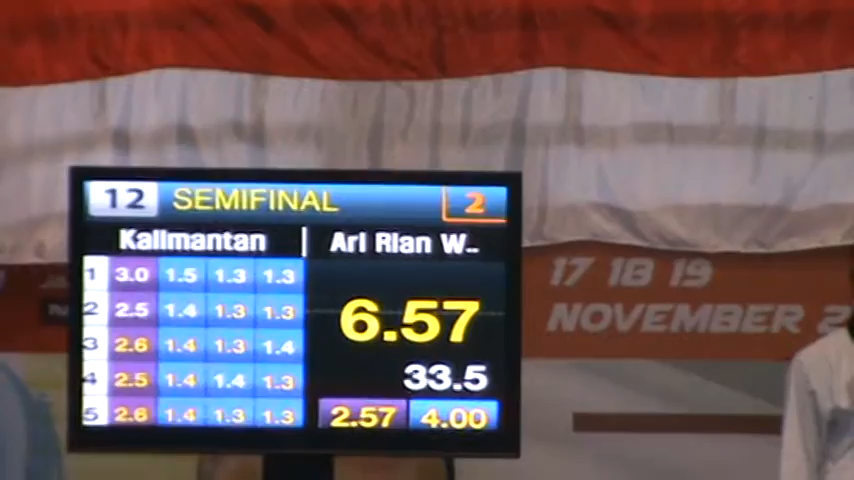 12 SEMIFINAL 2
Kalimantan | Ari Rian W..
1 3.0 1.5 1.3 1.3
2 2.5 1.4 1.3 1.3
3 2.6 1.4 1.3 1.4
4 2.5 1.4 1.4 1.3
5 2.6 1.4 1.3 1.3
6.57
33.5
2.57 4.00
17 18 19
NOVEMBER 2